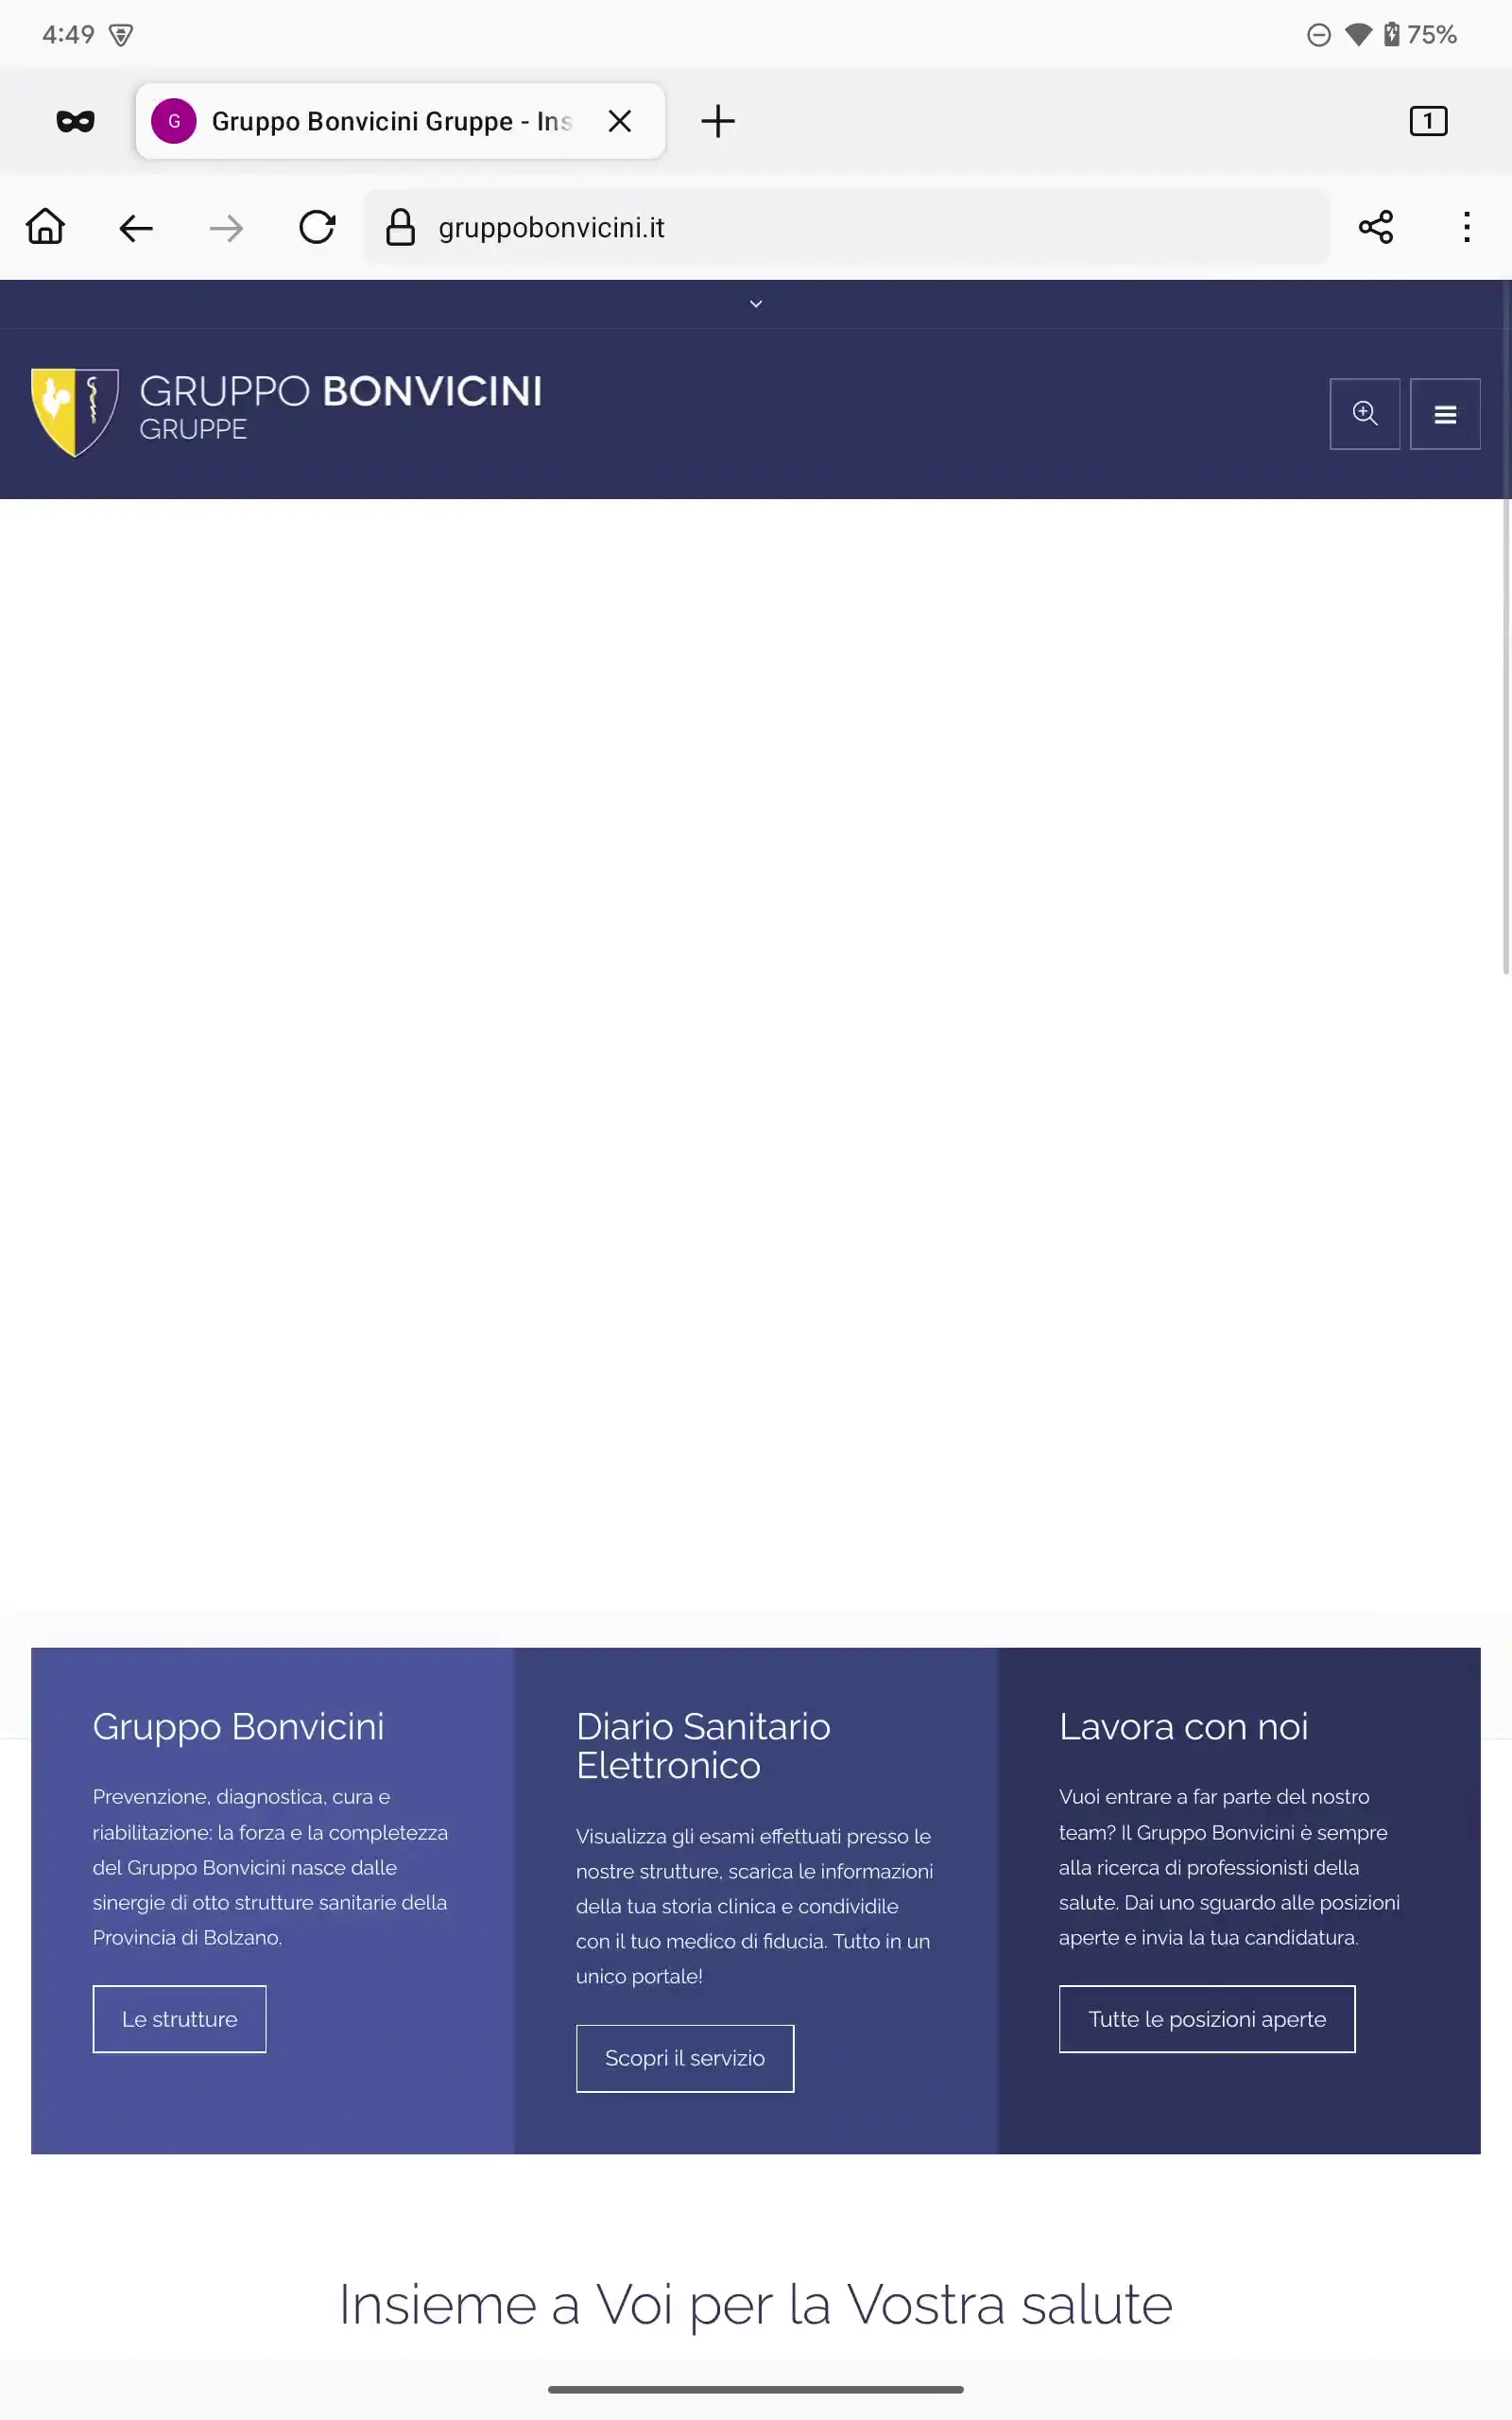 4:49
75%
G
Gruppo Bonvicini Gruppe - Ins
1
gruppobonvicini.it
GRUPPO BONVICINI
GRUPPE
Gruppo Bonvicini
Prevenzione, diagnostica, cura e
riabilitazione: la forza e la completezza
del Gruppo Bonvicini nasce dalle
sinergie di otto strutture sanitarie della
Provincia di Bolzano.
Le strutture
Diario Sanitario
Elettronico
Visualizza gli esami effettuati presso le
nostre strutture, scarica le informazioni
della tua storia clinica e condividile
con il tuo medico di fiducia. Tutto in un
unico portale!
Scopri il servizio
Lavora con noi
Vuoi entrare a far parte del nostro
team? Il Gruppo Bonvicini è sempre
alla ricerca di professionisti della
salute. Dai uno sguardo alle posizioni
aperte e invia la tua candidatura.
Tutte le posizioni aperte
Insieme a Voi per la Vostra salute